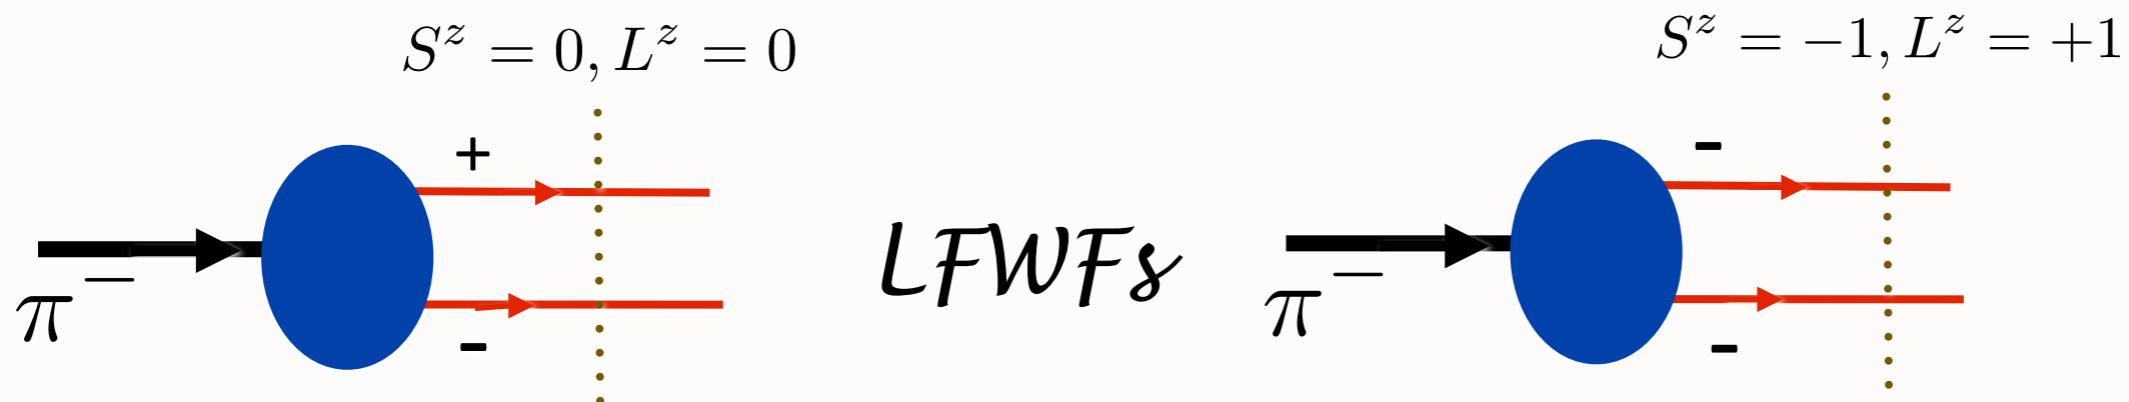 S^z = 0, L^z = 0
S^z = −1, L^z = +1
+
-
LFWFs
π^−
-
π^−
-
-